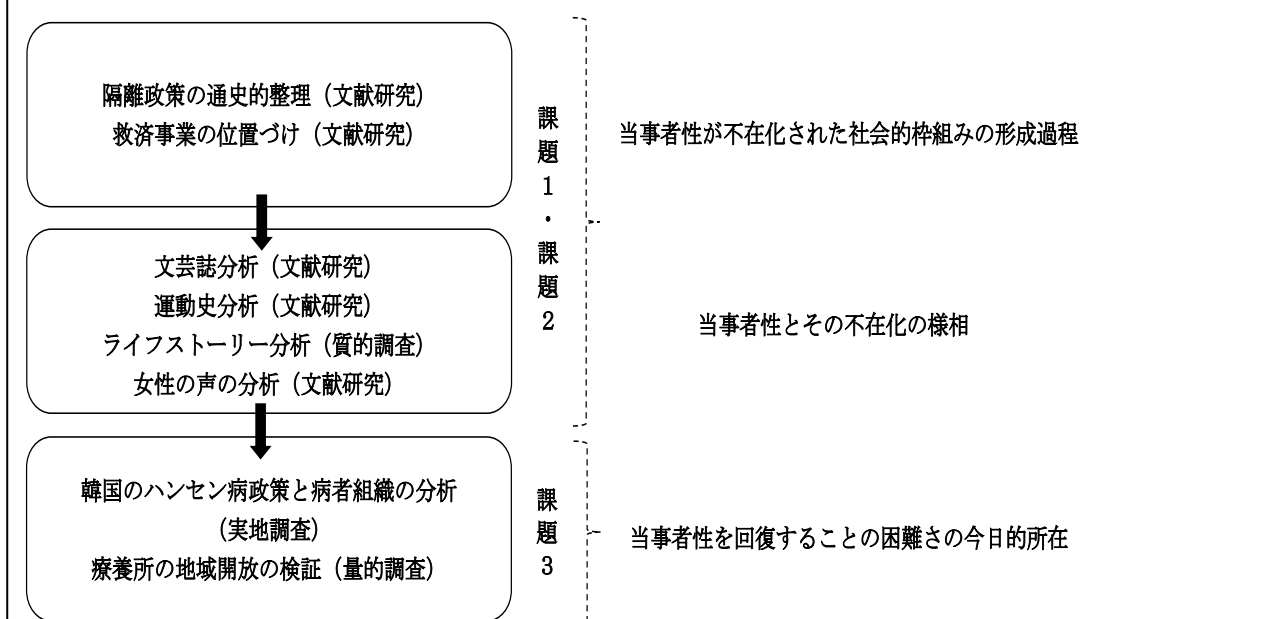 隔離政策の通史的整理（文献研究）
救済事業の位置づけ（文献研究）
文芸誌分析（文献研究）
運動史分析（文献研究）
ライフストーリー分析（質的調査）
女性の声の分析（文献研究）
韓国のハンセン病政策と病者組織の分析
（実地調査）
療養所の地域開放の検証（量的調査）
課題１・課題２
課題３
当事者性が不在化された社会的枠組みの形成過程
当事者性とその不在化の様相
当事者性を回復することの困難さの今日的所在